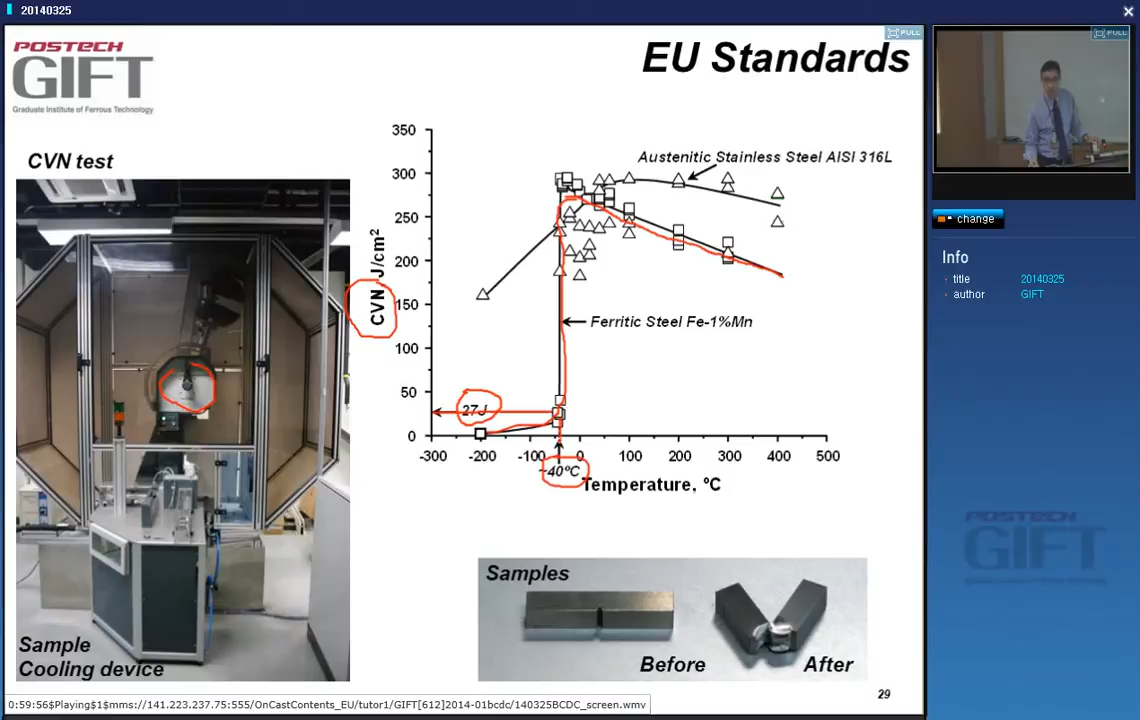 20140325
POSTECH
GIFT
Graduate Institute of Ferrous Technology
EU Standards
CVN test
Sample
Cooling device
350
300
250
200
150
100
50
0
CVN, J/cm2
Austenitic Stainless Steel AISI 316L
Ferritic Steel Fe-1%Mn
27J
-300 -200 -100 0 100 200 300 400 500
~40ºC
Temperature, ºC
Samples
Before
After
29
FULL
FULL
change
Info
title 20140325
author GIFT
POSTECH
GIFT
0:59:56$Playing$1$mms://141.223.237.75:555/OnCastContents_EU/tutor1/GIFT[612]2014-01bcdc/140325BCDC_screen.wmv